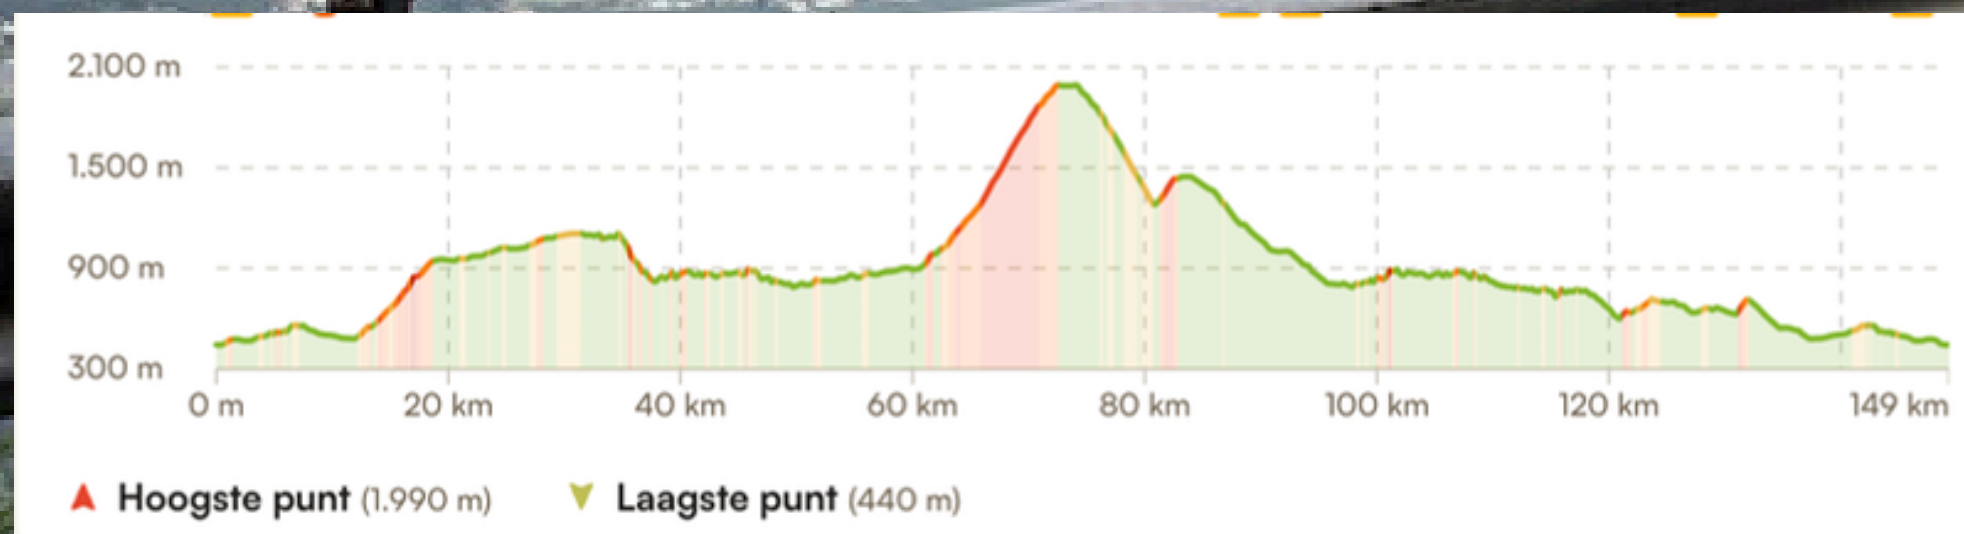 2.100 m
1.500 m
900 m
300 m
0 m 20 km 40 km 60 km 80 km 100 km 120 km 149 km
Hoogste punt (1.990 m) Laagste punt (440 m)